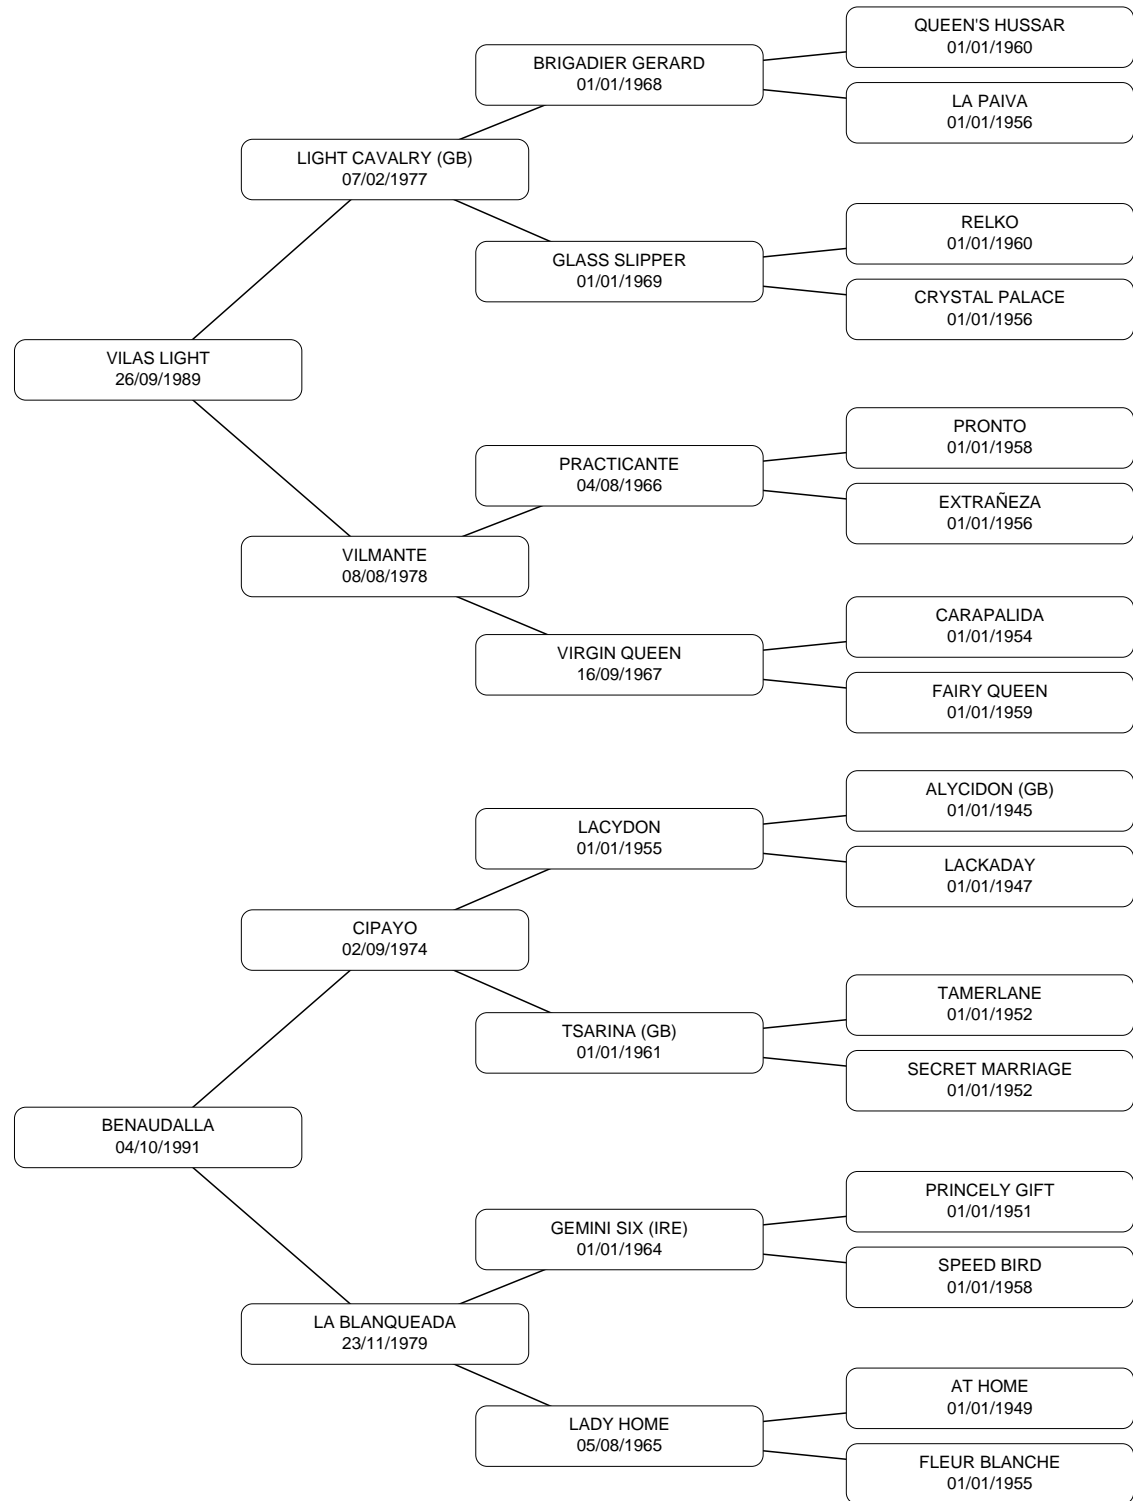 QUEEN'S HUSSAR
01/01/1960
BRIGADIER GERARD
01/01/1968
LA PAIVA
01/01/1956
LIGHT CAVALRY (GB)
07/02/1977
RELKO
01/01/1960
GLASS SLIPPER
01/01/1969
CRYSTAL PALACE
01/01/1956
VILAS LIGHT
26/09/1989
PRONTO
01/01/1958
PRACTICANTE
04/08/1966
EXTRAÑEZA
01/01/1956
VILMANTE
08/08/1978
CARAPALIDA
01/01/1954
VIRGIN QUEEN
16/09/1967
FAIRY QUEEN
01/01/1959
ALYCIDON (GB)
01/01/1945
LACYDON
01/01/1955
LACKADAY
01/01/1947
CIPAYO
02/09/1974
TAMERLANE
01/01/1952
TSARINA (GB)
01/01/1961
SECRET MARRIAGE
01/01/1952
BENAUDALLA
04/10/1991
PRINCELY GIFT
01/01/1951
GEMINI SIX (IRE)
01/01/1964
SPEED BIRD
01/01/1958
LA BLANQUEADA
23/11/1979
AT HOME
01/01/1949
LADY HOME
05/08/1965
FLEUR BLANCHE
01/01/1955